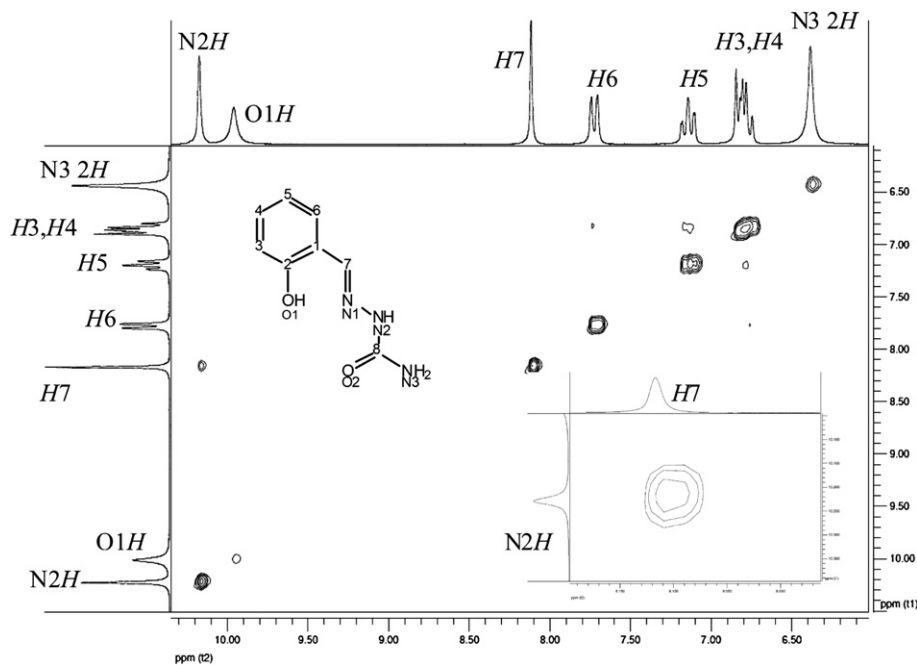 N2H
O1H
H7
H6
H5
H3,H4
N3 2H
N3 2H
H3,H4
H5
H6
H7
O1H
N2H
5
4
6
3
1
2
7
OH
O1
N
N1
NH
N2
8
O
O2
NH2
N3
H7
N2H
6.50
7.00
7.50
8.00
8.50
9.00
9.50
10.00
ppm (t1)
10.00
9.50
9.00
8.50
8.00
7.50
7.00
6.50
ppm (t2)